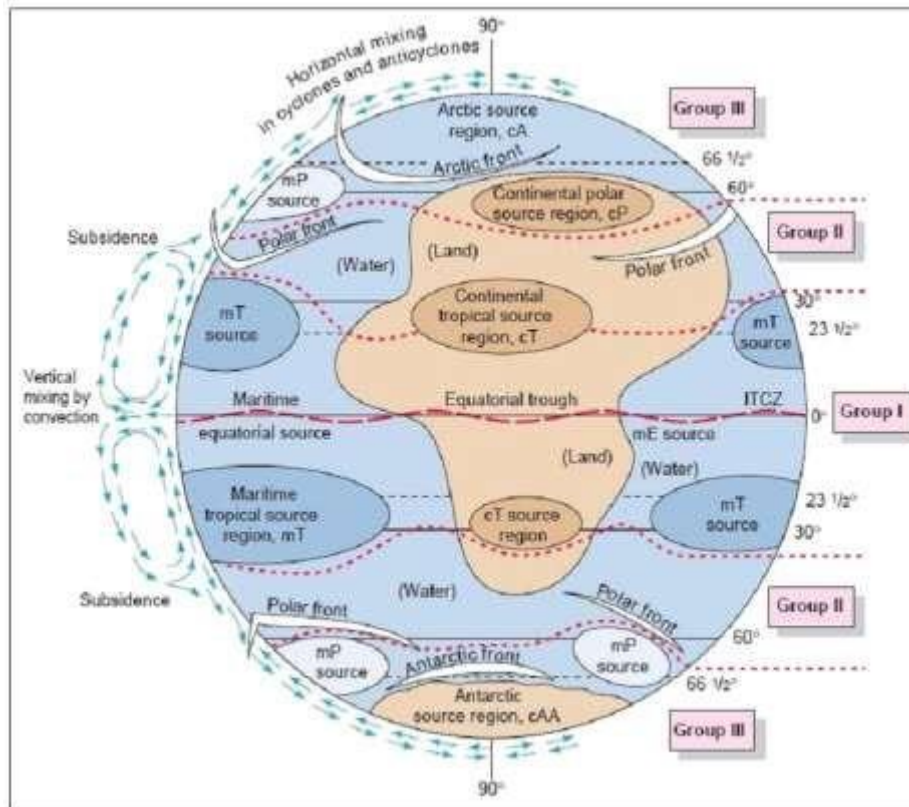 90°
Horizontal mixing
in cyclones and anticyclones
Arctic source
region, cA
Group III
66 1/2°
Arctic front
mP
source
60°
Continental polar
source region, cP
Group II
Subsidence
Polar front
(Water)
(Land)
Polar front
30°
mT
source
Continental
tropical source
region, cT
mT
source
23 1/2°
Vertical
mixing by
convection
Maritime
Equatorial trough
ITCZ
0°
Group I
equatorial source
mE source
(Land)
(Water)
Maritime
tropical source
region, mT
cT source
region
mT
source
23 1/2°
30°
Subsidence
(Water)
Polar front
Polar front
Group II
60°
mP
source
Antarctic front
mP
source
66 1/2°
Antarctic
source region, cAA
Group III
90°